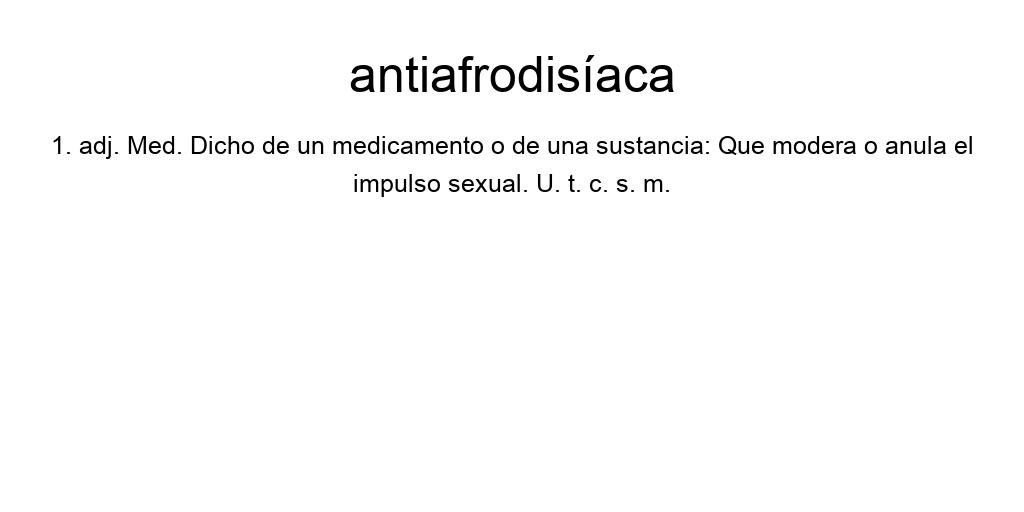 antiafrodisíaca
1. adj. Med. Dicho de un medicamento o de una sustancia: Que modera o anula el
impulso sexual. U. t. c. s. m.